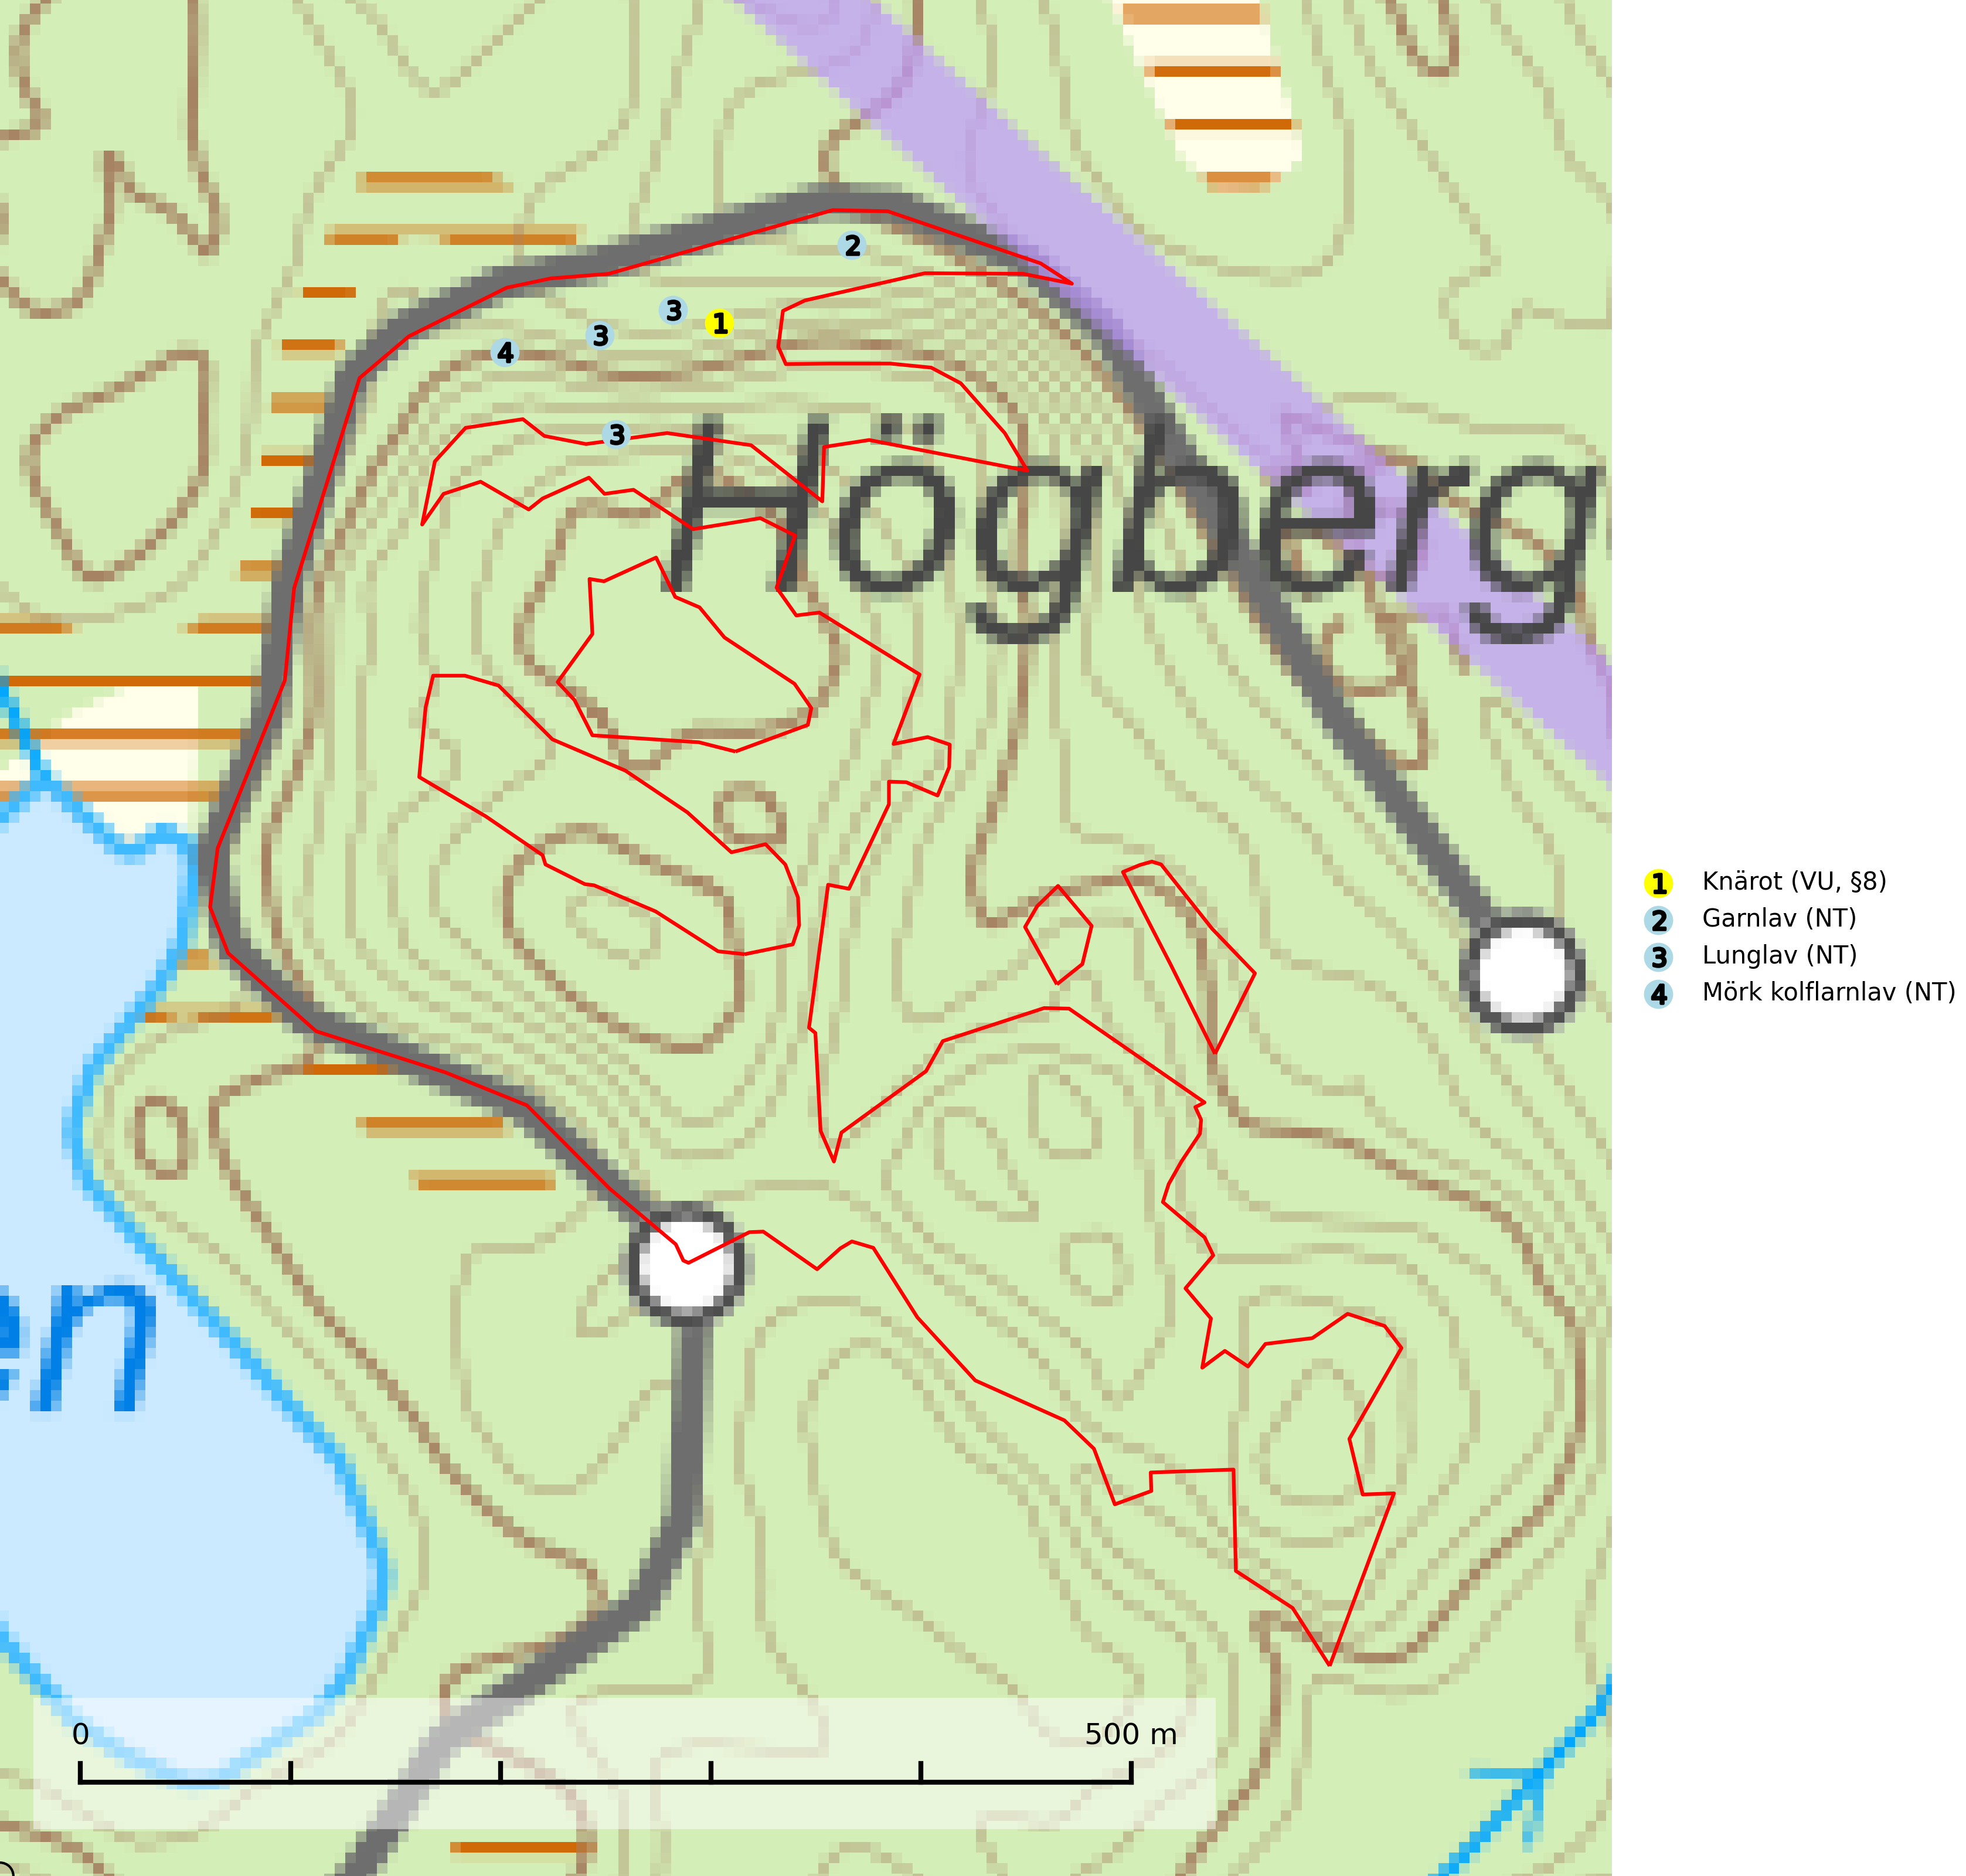 2
3
1
3
4
3
Högberg
1 Knärot (VU, §8)
2 Garnlav (NT)
3 Lunglav (NT)
4 Mörk kolflarnlav (NT)
en
0 500 m